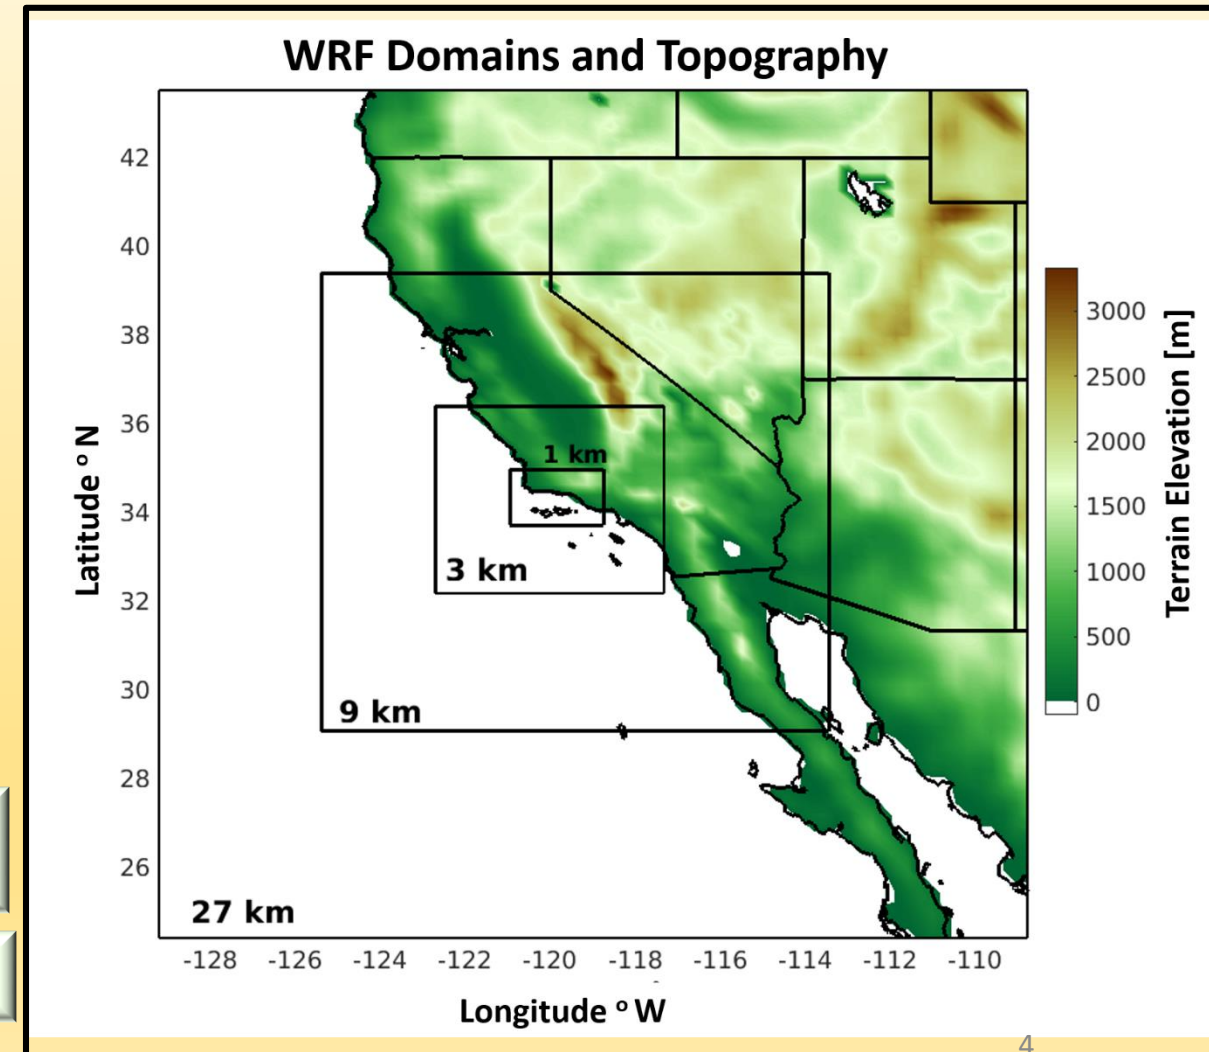 WRF Domains and Topography
42
40
38
36
34
32
30
28
26
Latitude º N
1 km
3 km
9 km
27 km
-128 -126 -124 -122 -120 -118 -116 -114 -112 -110
Longitude º W
3000
2500
2000
1500
1000
500
0
Terrain Elevation [m]
4